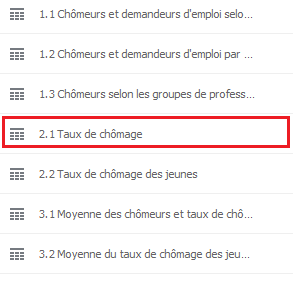 1.1 Chômeurs et demandeurs d'emploi selo...
1.2 Chômeurs et demandeurs d'emploi par ...
1.3 Chômeurs selon les groupes de profess...
2.1 Taux de chômage
2.2 Taux de chômage des jeunes
3.1 Moyenne des chômeurs et taux de chô...
3.2 Moyenne du taux de chômage des jeu...